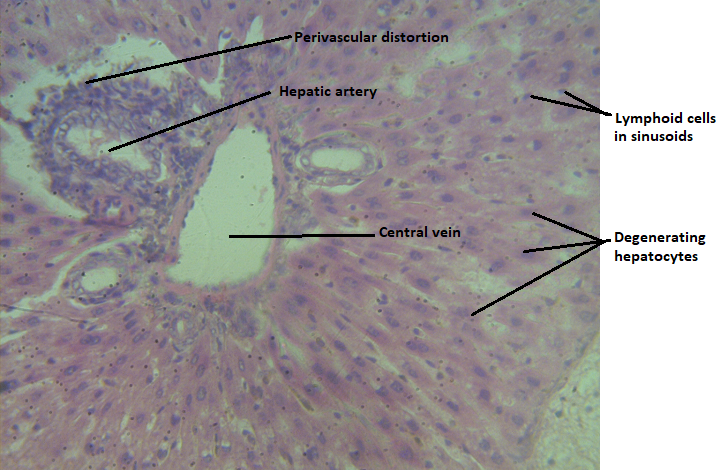 Perivascular distortion
Hepatic artery
Lymphoid cells
in sinusoids
Central vein
Degenerating
hepatocytes